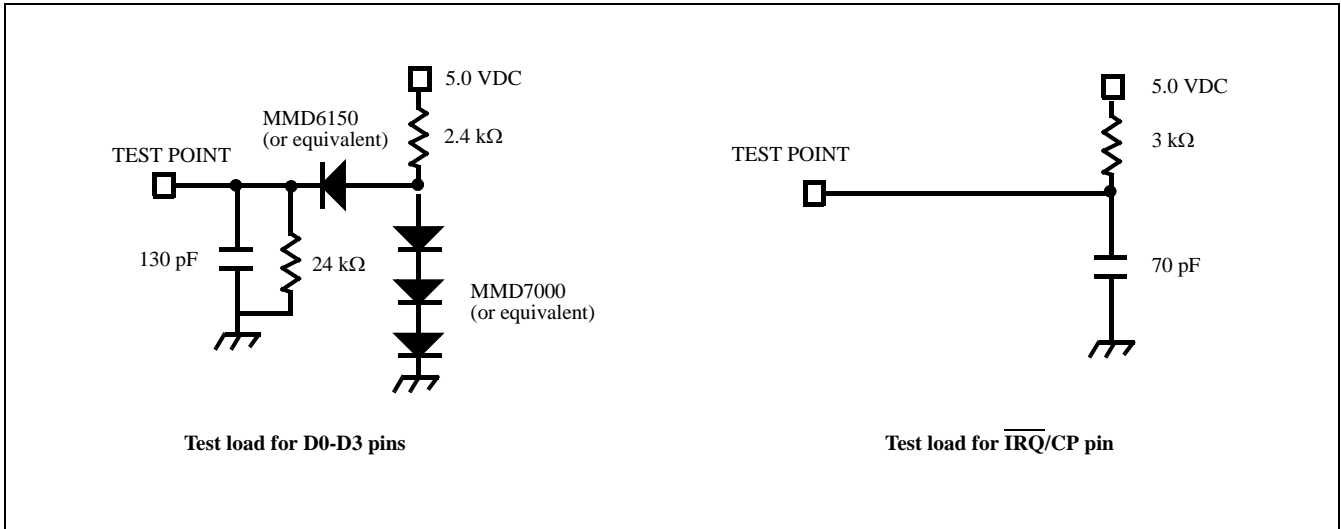 5.0 VDC
MMD6150
(or equivalent)
2.4 kΩ
TEST POINT
130 pF
24 kΩ
MMD7000
(or equivalent)
Test load for D0-D3 pins
5.0 VDC
3 kΩ
TEST POINT
70 pF
Test load for I̅R̅Q̅/CP pin